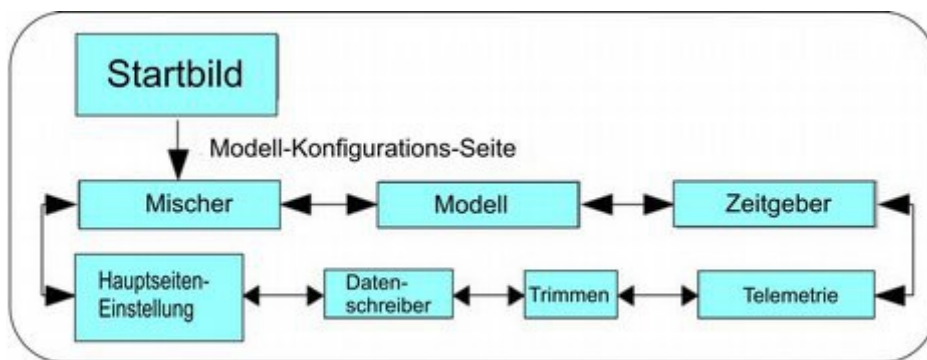 Startbild
Modell-Konfigurations-Seite
Mischer
Modell
Zeitgeber
Hauptseiten-
Einstellung
Daten-
schreiber
Trimmen
Telemetrie